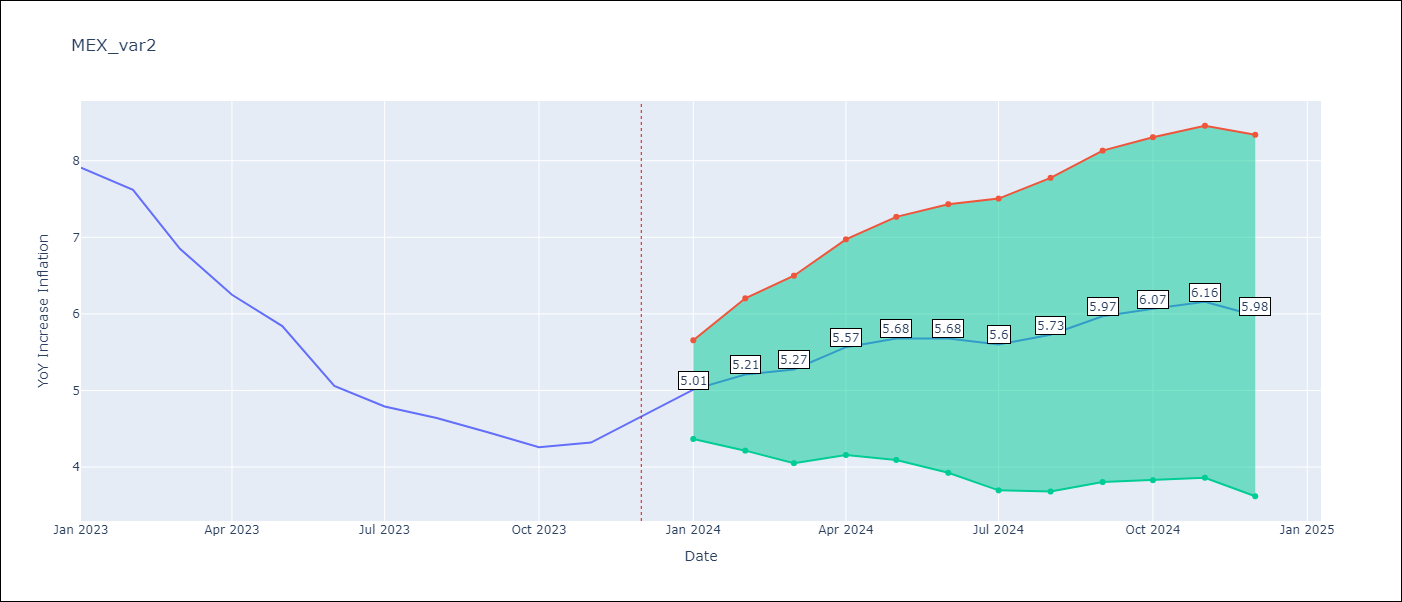 MEX_var2
YoY Increase Inflation
8
7
6
5
4
5.01
5.21
5.27
5.57
5.68
5.68
5.6
5.73
5.97
6.07
6.16
5.98
Jan 2023
Apr 2023
Jul 2023
Oct 2023
Jan 2024
Apr 2024
Jul 2024
Oct 2024
Jan 2025
Date